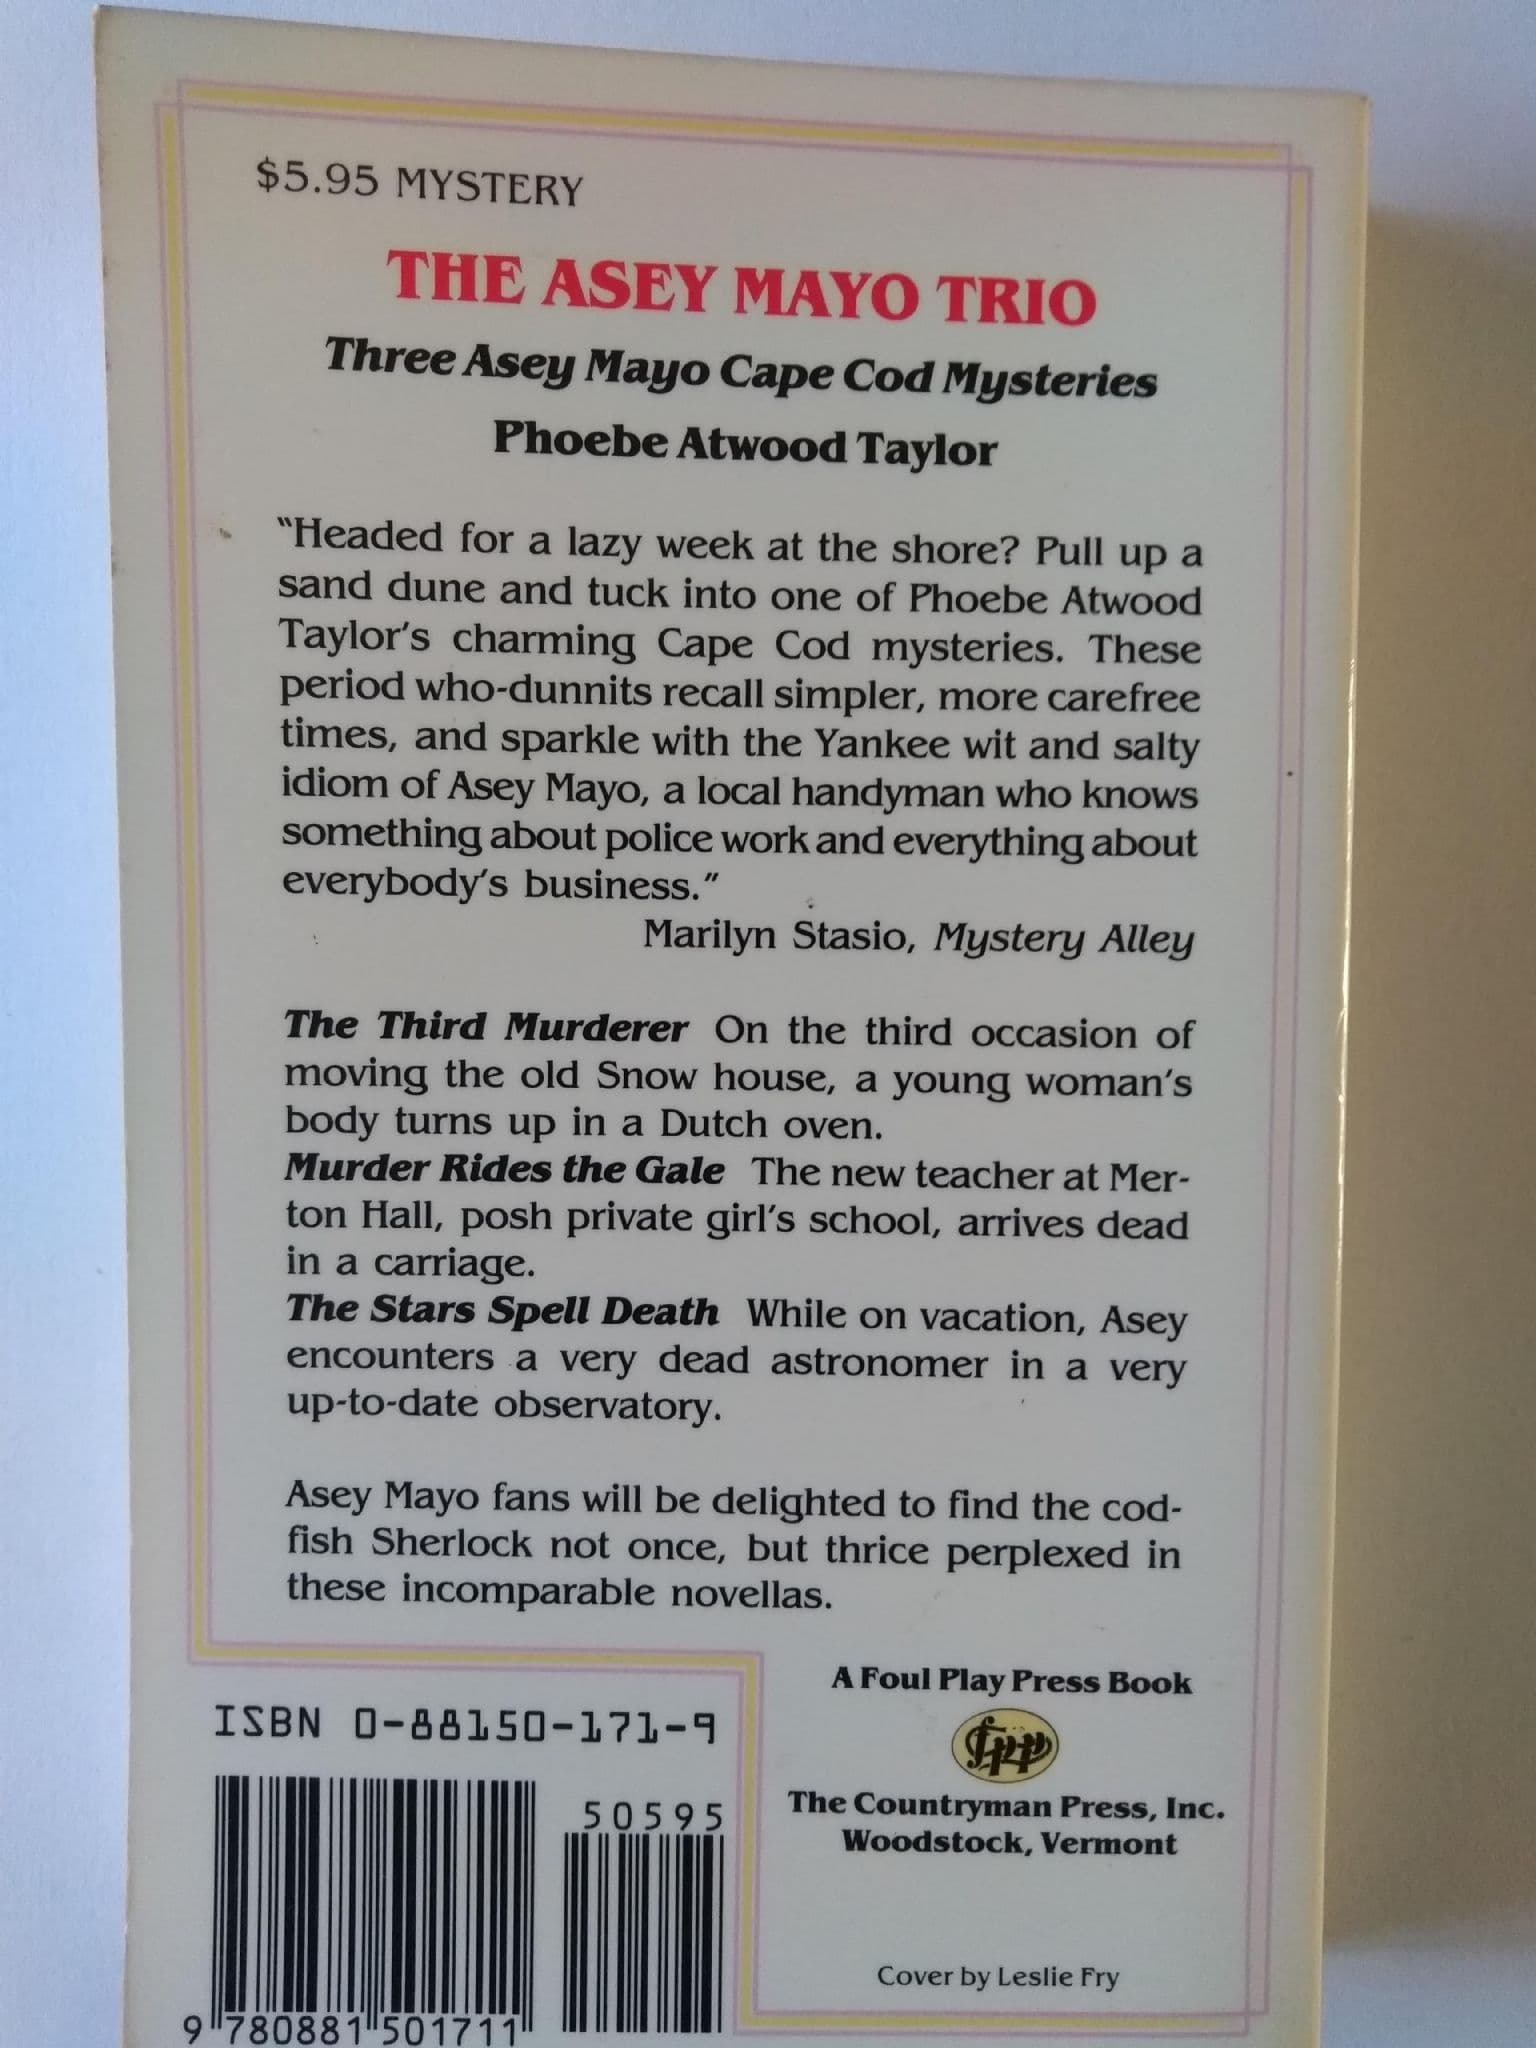 $5.95 MYSTERY
THE ASEY MAYO TRIO
Three Asey Mayo Cape Cod Mysteries
Phoebe Atwood Taylor
"Headed for a lazy week at the shore? Pull up a
sand dune and tuck into one of Phoebe Atwood
Taylor's charming Cape Cod mysteries. These
period who-dunnits recall simpler, more carefree
times, and sparkle with the Yankee wit and salty
idiom of Asey Mayo, a local handyman who knows
something about police work and everything about
everybody's business."
Marilyn Stasio, Mystery Alley
The Third Murderer On the third occasion of
moving the old Snow house, a young woman's
body turns up in a Dutch oven.
Murder Rides the Gale The new teacher at Mer-
ton Hall, posh private girl's school, arrives dead
in a carriage.
The Stars Spell Death While on vacation, Asey
encounters a very dead astronomer in a very
up-to-date observatory.
Asey Mayo fans will be delighted to find the cod-
fish Sherlock not once, but thrice perplexed in
these incomparable novellas.
A Foul Play Press Book
fpp
The Countryman Press, Inc.
Woodstock, Vermont
Cover by Leslie Fry
ISBN 0-88150-171-9
50595
9 780881 501711